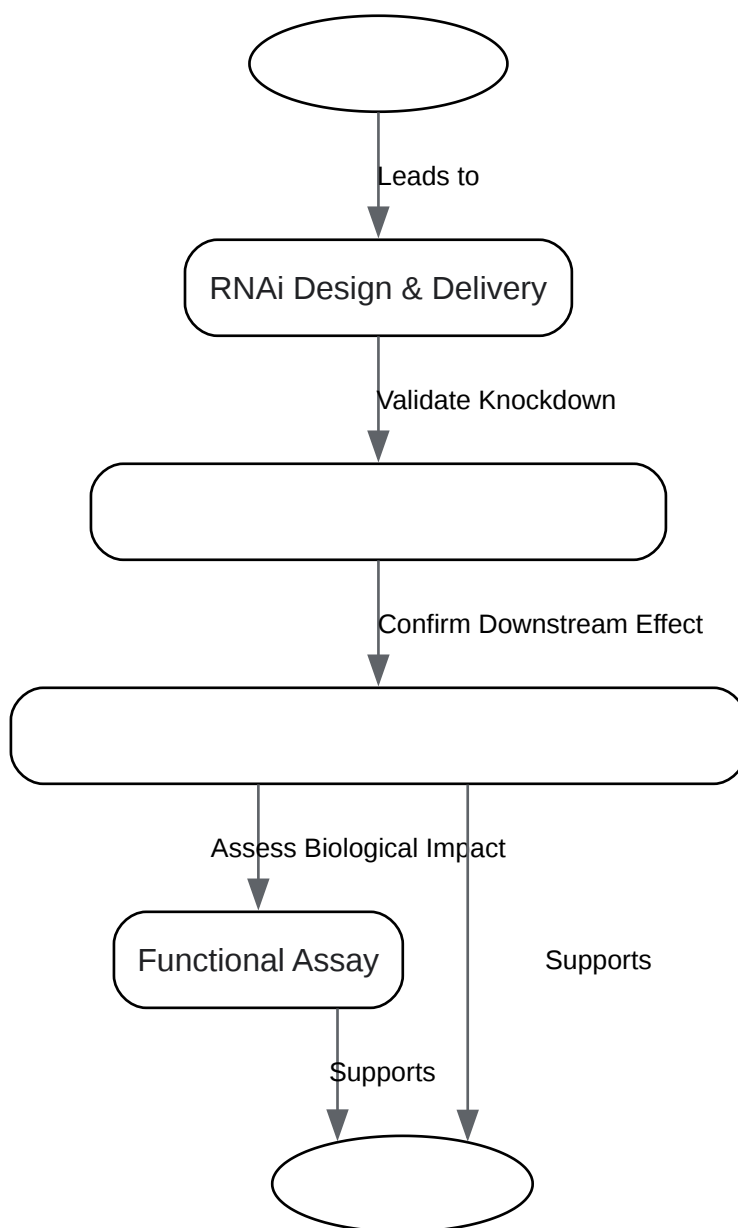 Leads to
RNAi Design & Delivery
Validate Knockdown
Confirm Downstream Effect
Assess Biological Impact
Functional Assay
Supports
Supports